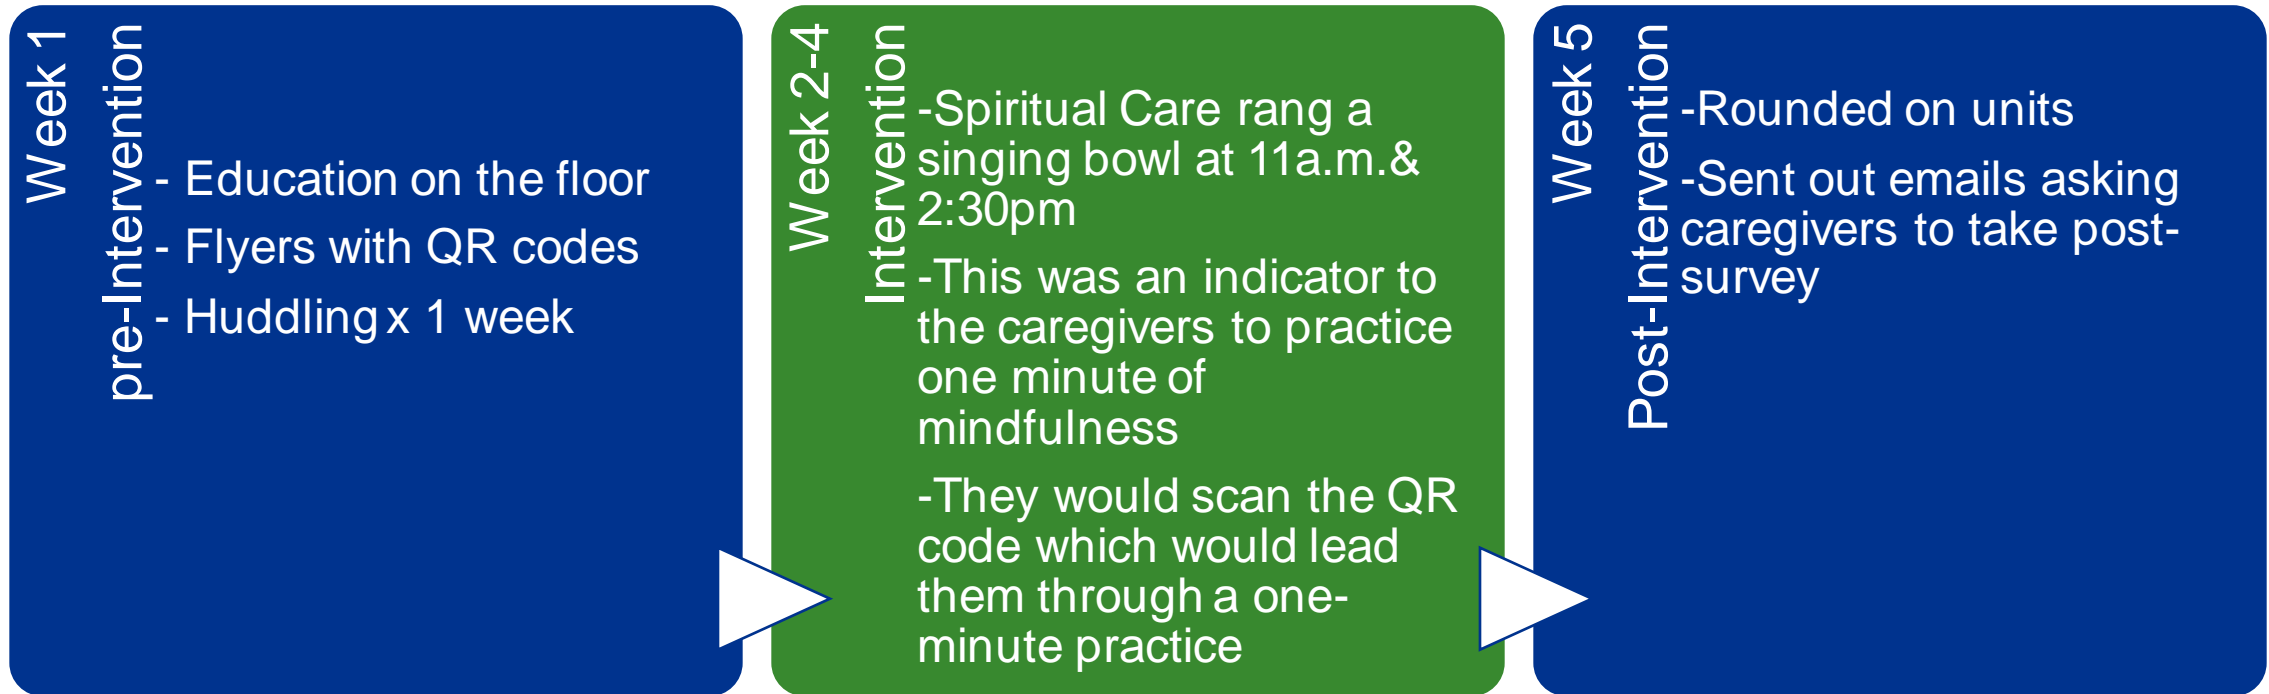 Week 1
pre-Intervention
- Education on the floor
- Flyers with QR codes
- Huddling x 1 week
Week 2-4
Intervention
-Spiritual Care rang a
singing bowl at 11a.m.&
2:30pm
-This was an indicator to
the caregivers to practice
one minute of
mindfulness
-They would scan the QR
code which would lead
them through a one-
minute practice
Week 5
Post-Intervention
-Rounded on units
-Sent out emails asking
caregivers to take post-
survey